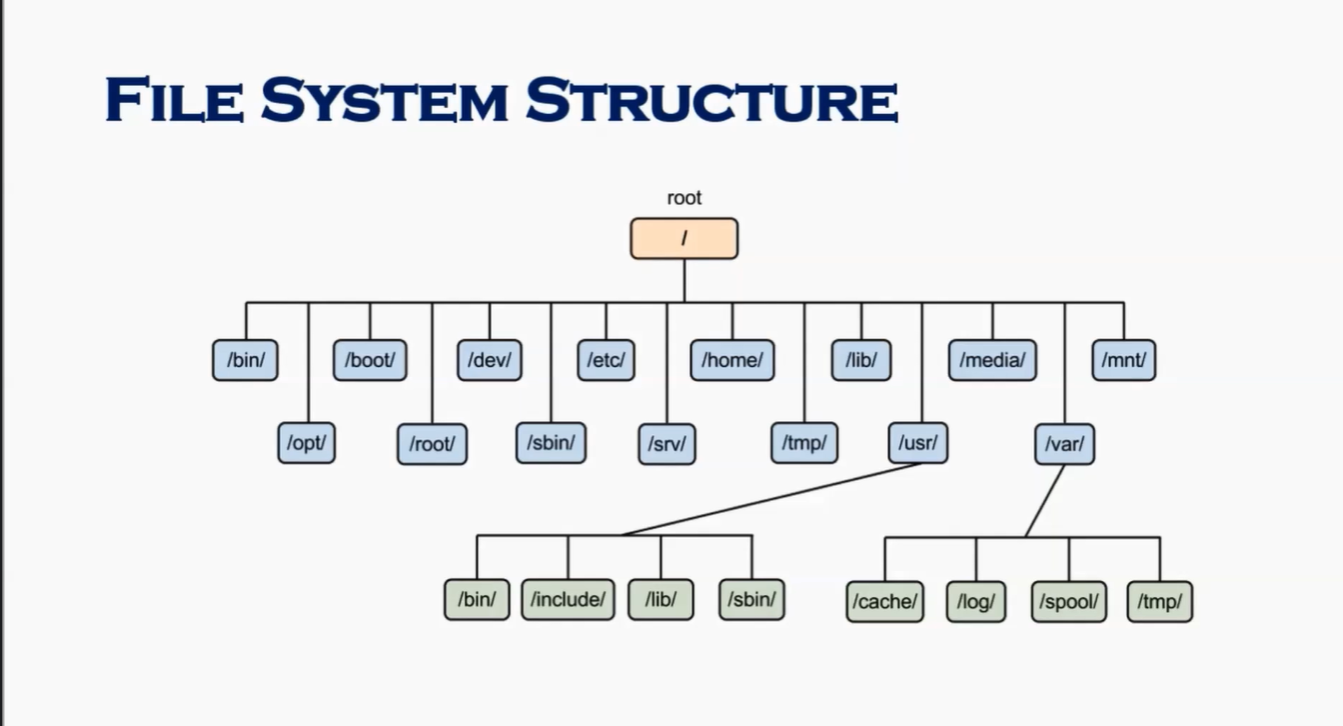 FILE SYSTEM STRUCTURE
root
/
/bin/ /boot/ /dev/ /etc/ /home/ /lib/ /media/ /mnt/
/opt/ /root/ /sbin/ /srv/ /tmp/ /usr/ /var/
/bin/ /include/ /lib/ /sbin/ /cache/ /log/ /spool/ /tmp/